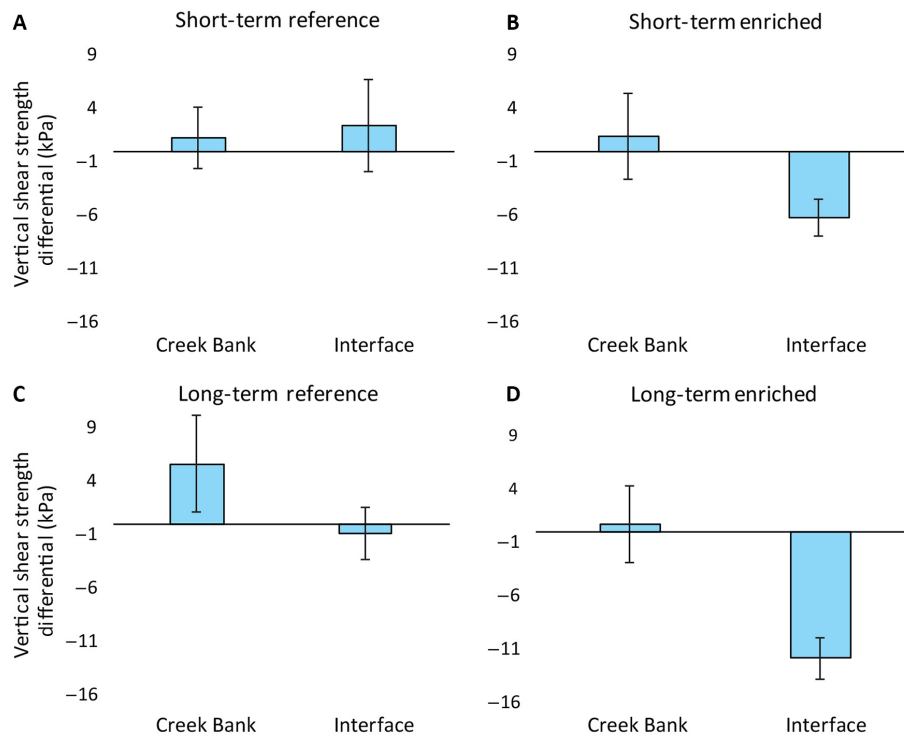 A
Short-term reference
Vertical shear strength
differential (kPa)
9
4
−1
−6
−11
−16
Creek Bank
Interface
B
Short-term enriched
9
4
−1
−6
−11
−16
Creek Bank
Interface
C
Long-term reference
Vertical shear strength
differential (kPa)
9
4
−1
−6
−11
−16
Creek Bank
Interface
D
Long-term enriched
9
4
−1
−6
−11
−16
Creek Bank
Interface